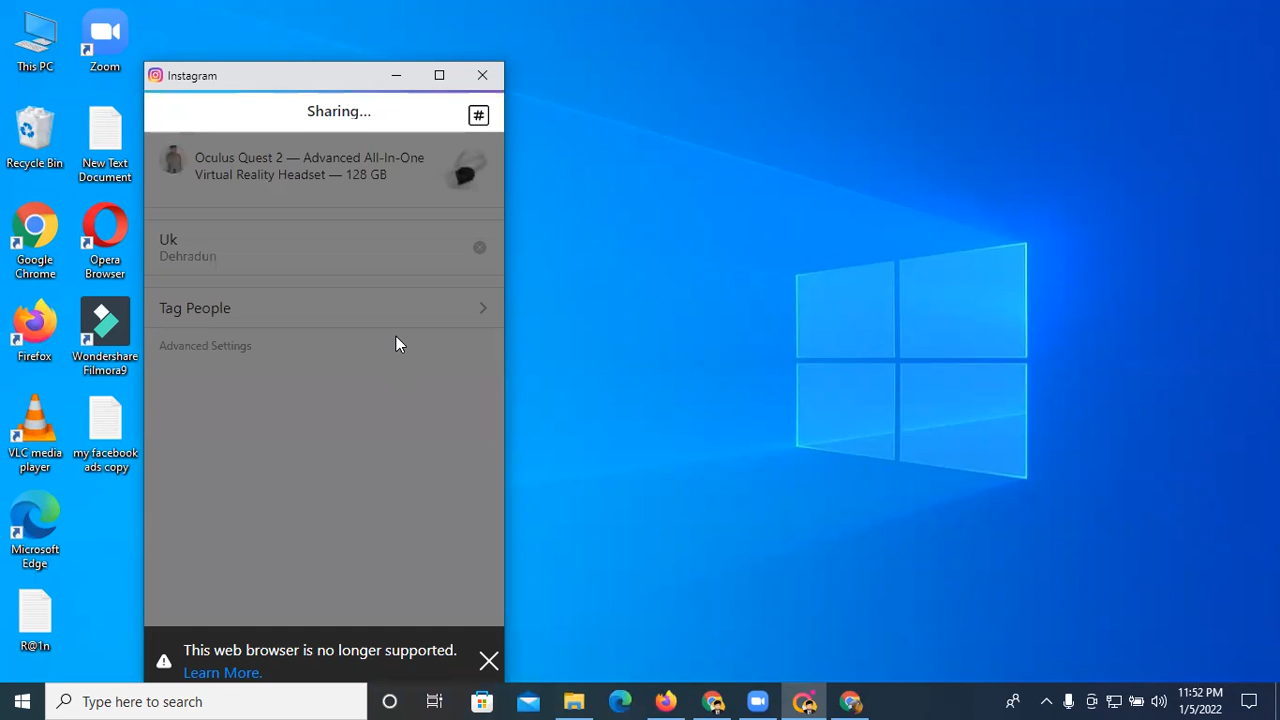 This PC
Zoom
Recycle Bin
New Text
Document
Google
Chrome
Opera
Browser
Firefox
Wondershare
Filmora9
VLC media
player
my facebook
ads copy
Microsoft
Edge
R@1n
Instagram
Sharing...
#
Oculus Quest 2 — Advanced All-In-One
Virtual Reality Headset — 128 GB
Uk
Dehradun
Tag People
Advanced Settings
This web browser is no longer supported.
Learn More.
Type here to search
11:52 PM
1/5/2022